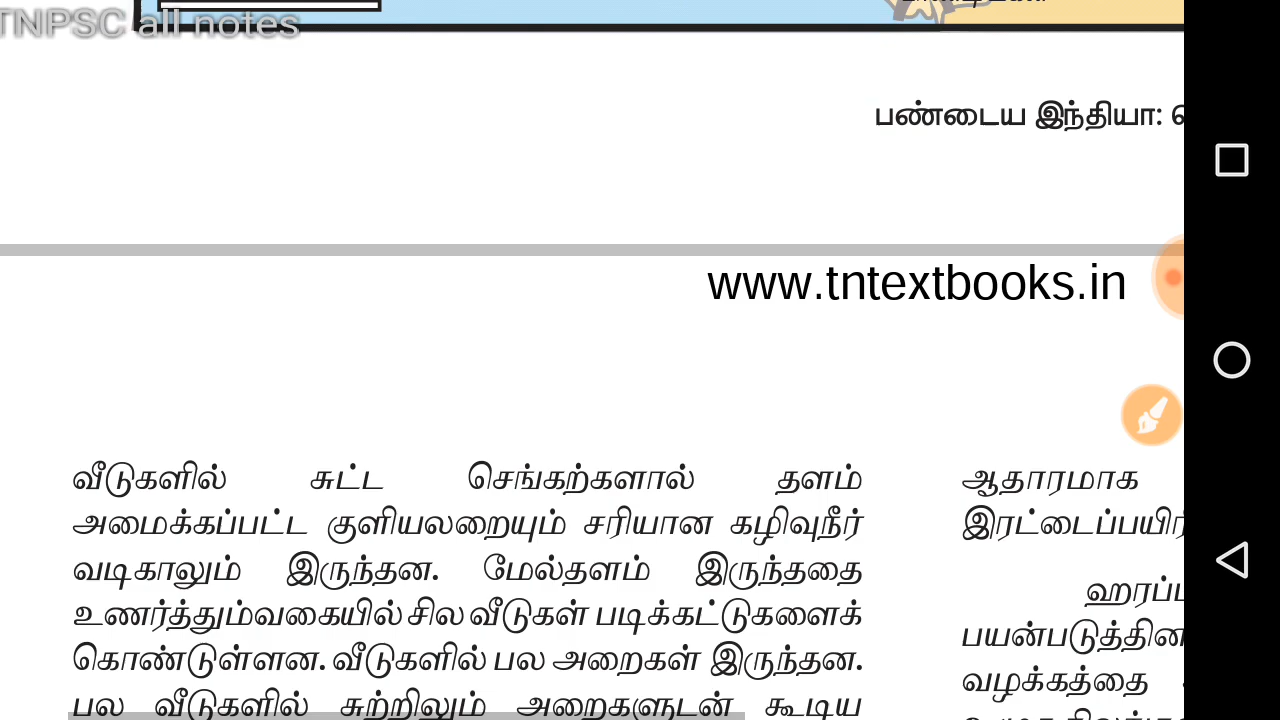 TNPSC all notes
பண்டைய இந்தியா:
www.tntextbooks.in
வீடுகளில் சுட்ட செங்கற்களால் தளம்
அமைக்கப்பட்ட குளியலறையும் சரியான கழிவுநீர்
வடிகாலும் இருந்தன. மேல்தளம் இருந்ததை
உணர்த்தும்வகையில் சில வீடுகள் படிக்கட்டுகளைக்
கொண்டுள்ளன. வீடுகளில் பல அறைகள் இருந்தன.
பல வீடுகளில் சுற்றிலும் அறைகளுடன் கூடிய
ஆதாரமாக
இரட்டைப்பயிர்
ஹரப்ப
பயன்படுத்தின
வழக்கத்தை